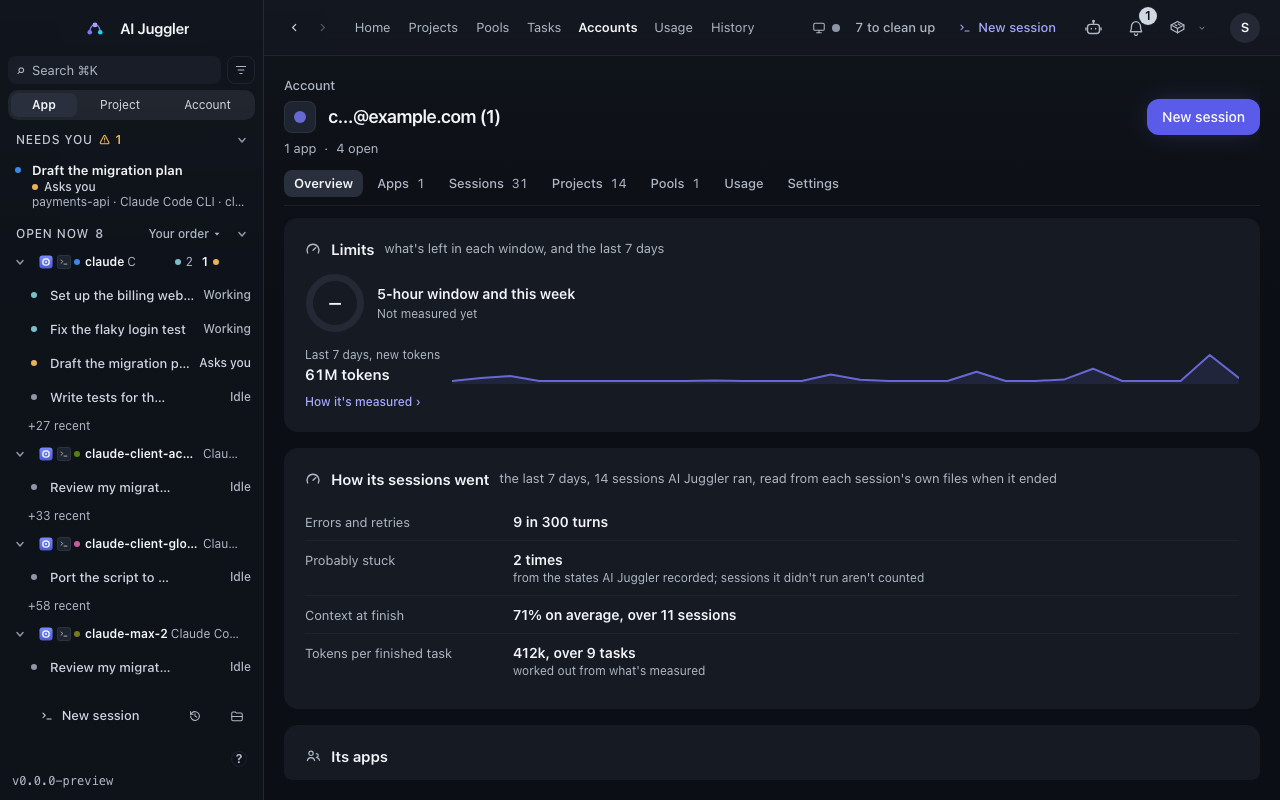 AI Juggler
Search ⌘K
App Project Account
NEEDS YOU 1
Draft the migration plan
Asks you
payments-api · Claude Code CLI · cl...
OPEN NOW 8 Your order
claude C 2 1
Set up the billing web... Working
Fix the flaky login test Working
Draft the migration p... Asks you
Write tests for th... Idle
+27 recent
claude-client-ac... Clau...
Review my migrat... Idle
+33 recent
claude-client-glo... Clau...
Port the script to ... Idle
+58 recent
claude-max-2 Claude Co...
Review my migrat... Idle
New session
?
v0.0.0-preview
Home Projects Pools Tasks Accounts Usage History
7 to clean up
New session
1
S
Account
c...@example.com (1)
New session
1 app · 4 open
Overview Apps 1 Sessions 31 Projects 14 Pools 1 Usage Settings
Limits what's left in each window, and the last 7 days
–
5-hour window and this week
Not measured yet
Last 7 days, new tokens
61M tokens
How it's measured ›
How its sessions went the last 7 days, 14 sessions AI Juggler ran, read from each session's own files when it ended
Errors and retries 9 in 300 turns
Probably stuck 2 times
from the states AI Juggler recorded; sessions it didn't run aren't counted
Context at finish 71% on average, over 11 sessions
Tokens per finished task 412k, over 9 tasks
worked out from what's measured
Its apps